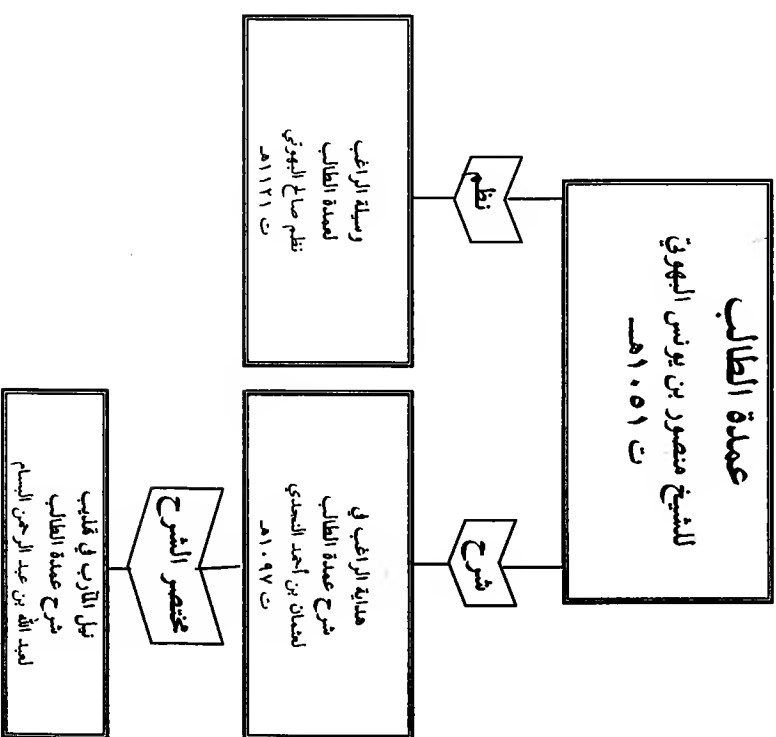 عمدة الطالب
للشيخ منصور بن يونس البهوتي
ت ١٠٥١هـ
نظم
شرح
وسيلة الراغب
لعمدة الطالب
نظم صالح البهوتي
ت ١١٢١هـ
هداية الراغب في
شرح عمدة الطالب
لعثمان بن أحمد النجدي
ت ١٠٩٧هـ
مختصر الشرح
نيل المآرب في تهذيب
شرح عمدة الطالب
لعبد الله بن عبد الرحمن البسام